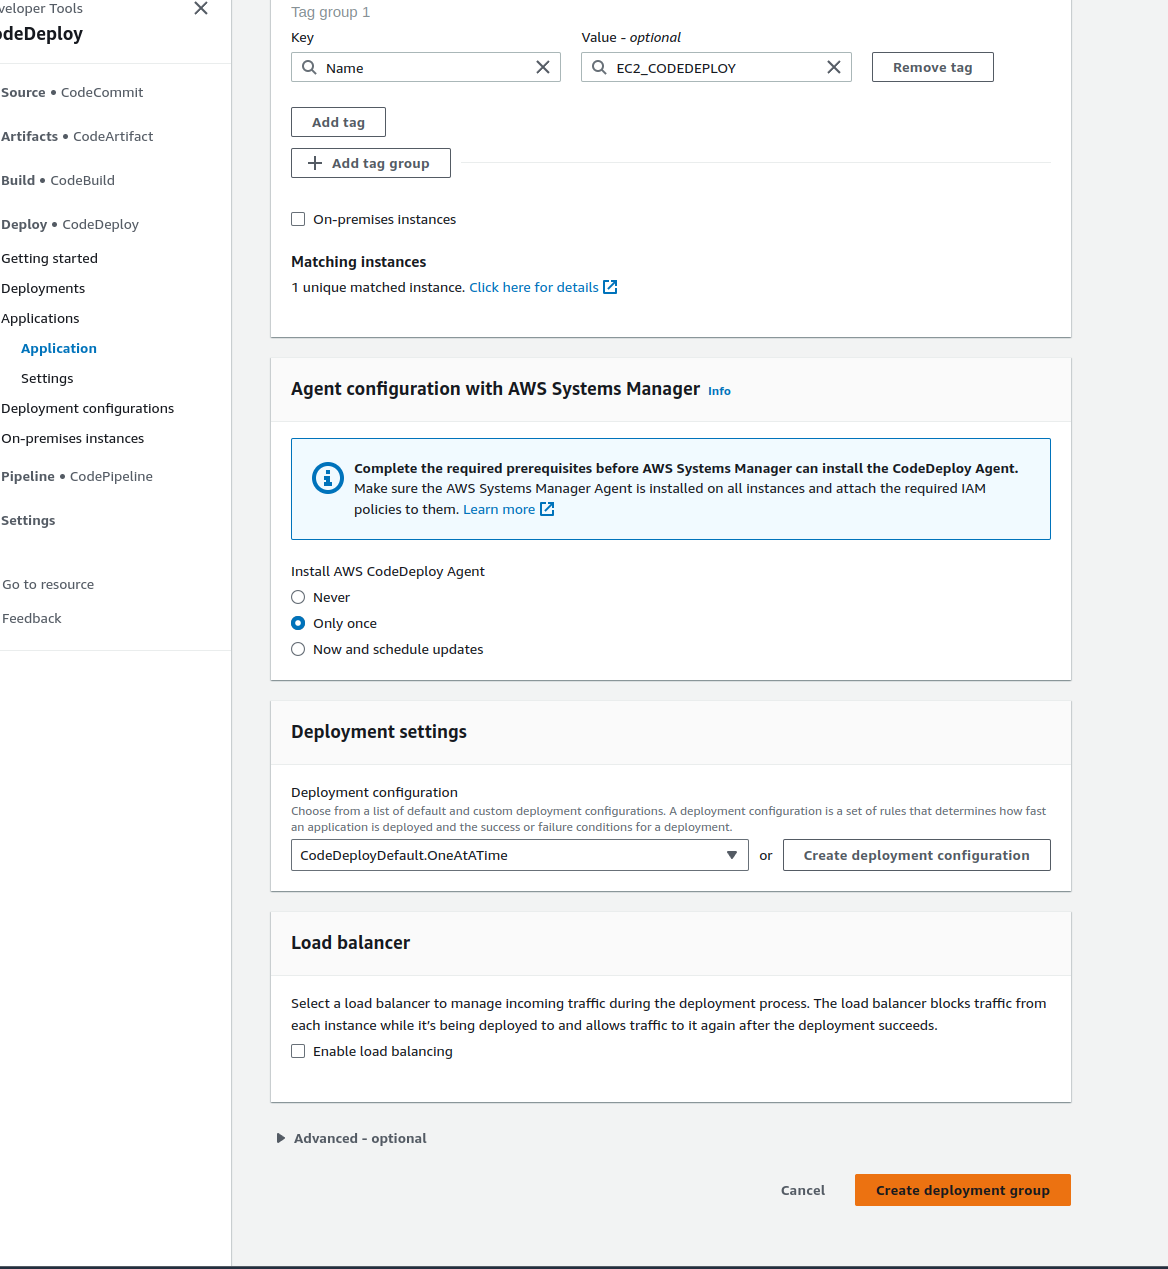 veloper Tools
odeDeploy
Source • CodeCommit
Artifacts • CodeArtifact
Build • CodeBuild
Deploy • CodeDeploy
Getting started
Deployments
Applications
Application
Settings
Deployment configurations
On-premises instances
Pipeline • CodePipeline
Settings
Go to resource
Feedback
Tag group 1
Key
Value - optional
Name
EC2_CODEDEPLOY
Remove tag
Add tag
Add tag group
On-premises instances
Matching instances
1 unique matched instance. Click here for details
Agent configuration with AWS Systems Manager Info
Complete the required prerequisites before AWS Systems Manager can install the CodeDeploy Agent.
Make sure the AWS Systems Manager Agent is installed on all instances and attach the required IAM
policies to them. Learn more
Install AWS CodeDeploy Agent
Never
Only once
Now and schedule updates
Deployment settings
Deployment configuration
Choose from a list of default and custom deployment configurations. A deployment configuration is a set of rules that determines how fast
an application is deployed and the success or failure conditions for a deployment.
CodeDeployDefault.OneAtATime
or
Create deployment configuration
Load balancer
Select a load balancer to manage incoming traffic during the deployment process. The load balancer blocks traffic from
each instance while it's being deployed to and allows traffic to it again after the deployment succeeds.
Enable load balancing
Advanced - optional
Cancel
Create deployment group